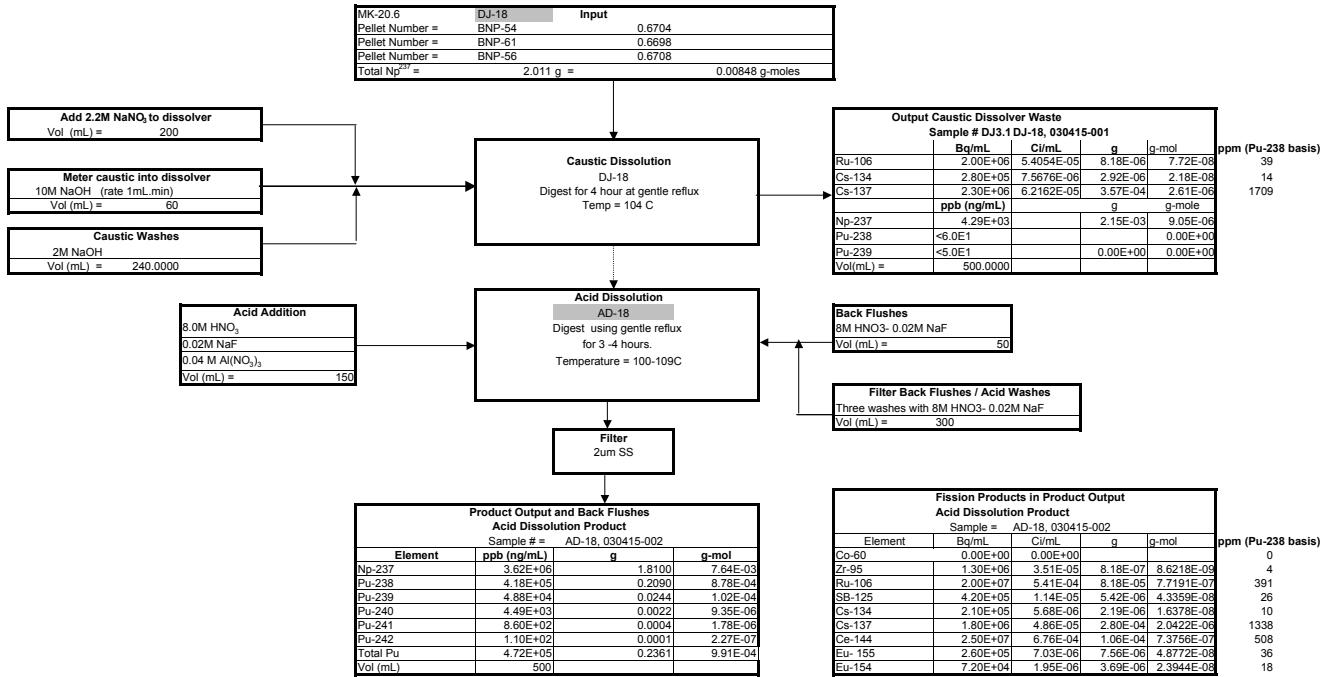 MK-20.6 DJ-18 Input
Pellet Number = BNP-54 0.6704
Pellet Number = BNP-61 0.6698
Pellet Number = BNP-56 0.6708
Total Np²³⁷ = 2.011 g = 0.00848 g-moles
Add 2.2M NaNO₃ to dissolver
Vol (mL) = 200
Meter caustic into dissolver
10M NaOH (rate 1mL.min)
Vol (mL) = 60
Caustic Washes
2M NaOH
Vol (mL) = 240.0000
Caustic Dissolution
DJ-18
Digest for 4 hour at gentle reflux
Temp = 104 C
Output Caustic Dissolver Waste
Sample # DJ3.1 DJ-18, 030415-001
Bq/mL Ci/mL g g-mol ppm (Pu-238 basis)
Ru-106 2.00E+06 5.4054E-05 8.18E-06 7.72E-08 39
Cs-134 2.80E+05 7.5676E-06 2.92E-06 2.18E-08 14
Cs-137 2.30E+06 6.2162E-05 3.57E-04 2.61E-06 1709
ppb (ng/mL) g g-mole
Np-237 4.29E+03 2.15E-03 9.05E-06
Pu-238 <6.0E1 0.00E+00
Pu-239 <5.0E1 0.00E+00 0.00E+00
Vol(mL) = 500.0000
Acid Addition
8.0M HNO₃
0.02M NaF
0.04 M Al(NO₃)₃
Vol (mL) = 150
Acid Dissolution
AD-18
Digest using gentle reflux
for 3 -4 hours.
Temperature = 100-109C
Back Flushes
8M HNO3- 0.02M NaF
Vol (mL) = 50
Filter Back Flushes / Acid Washes
Three washes with 8M HNO3- 0.02M NaF
Vol (mL) = 300
Filter
2um SS
Product Output and Back Flushes
Acid Dissolution Product
Sample # = AD-18, 030415-002
Element ppb (ng/mL) g g-mol
Np-237 3.62E+06 1.8100 7.64E-03
Pu-238 4.18E+05 0.2090 8.78E-04
Pu-239 4.88E+04 0.0244 1.02E-04
Pu-240 4.49E+03 0.0022 9.35E-06
Pu-241 8.60E+02 0.0004 1.78E-06
Pu-242 1.10E+02 0.0001 2.27E-07
Total Pu 4.72E+05 0.2361 9.91E-04
Vol (mL) 500
Fission Products in Product Output
Acid Dissolution Product
Sample = AD-18, 030415-002
Element Bq/mL Ci/mL g g-mol ppm (Pu-238 basis)
Co-60 0.00E+00 0.00E+00 0
Zr-95 1.30E+06 3.51E-05 8.18E-07 8.6218E-09 4
Ru-106 2.00E+07 5.41E-04 8.18E-05 7.7191E-07 391
SB-125 4.20E+05 1.14E-05 5.42E-06 4.3359E-08 26
Cs-134 2.10E+05 5.68E-06 2.19E-06 1.6378E-08 10
Cs-137 1.80E+06 4.86E-05 2.80E-04 2.0422E-06 1338
Ce-144 2.50E+07 6.76E-04 1.06E-04 7.3756E-07 508
Eu- 155 2.60E+05 7.03E-06 7.56E-06 4.8772E-08 36
Eu-154 7.20E+04 1.95E-06 3.69E-06 2.3944E-08 18